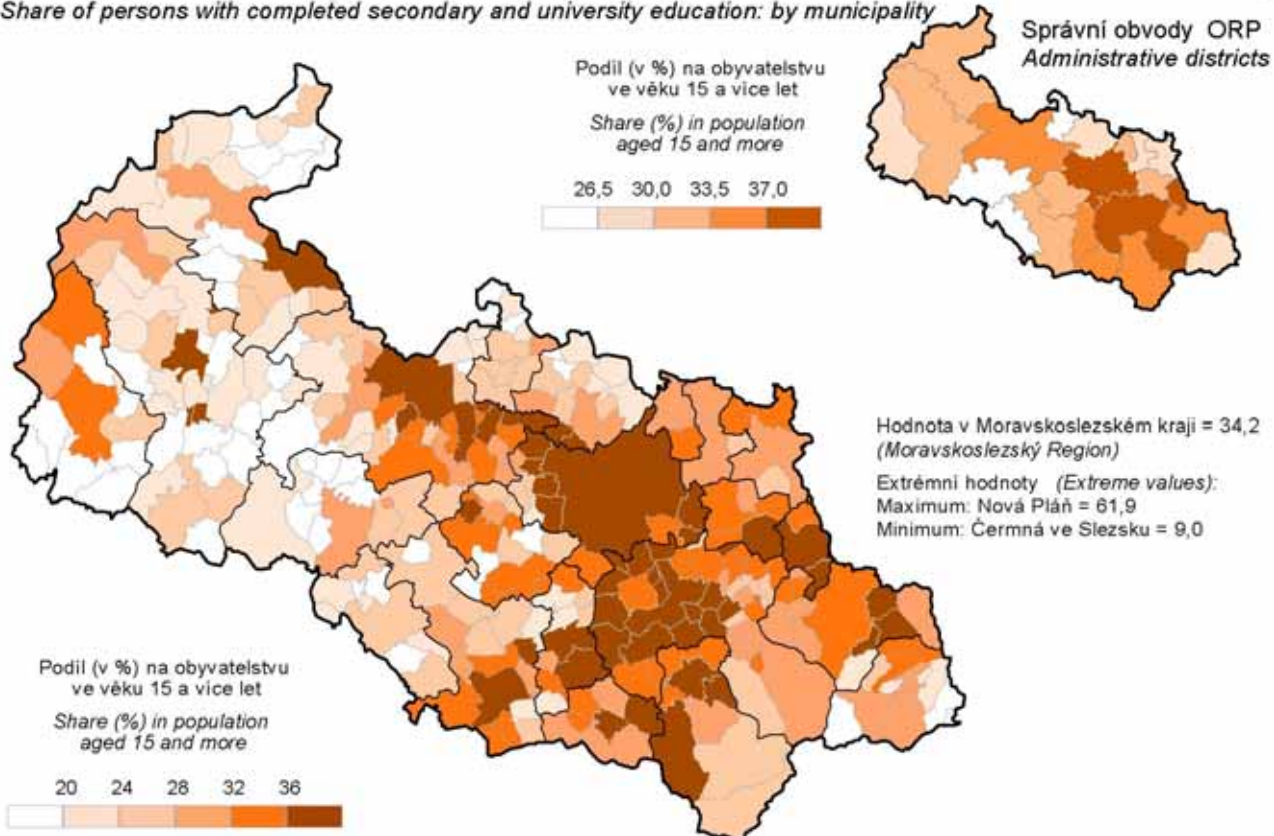 Share of persons with completed secondary and university education: by municipality
Správní obvody ORP
Administrative districts
Podíl (v %) na obyvatelstvu
ve věku 15 a více let
Share (%) in population
aged 15 and more
26,5 30,0 33,5 37,0
Hodnota v Moravskoslezském kraji = 34,2
(Moravskoslezský Region)
Extrémní hodnoty (Extreme values):
Maximum: Nová Pláň = 61,9
Minimum: Čermná ve Slezsku = 9,0
Podíl (v %) na obyvatelstvu
ve věku 15 a více let
Share (%) in population
aged 15 and more
20 24 28 32 36